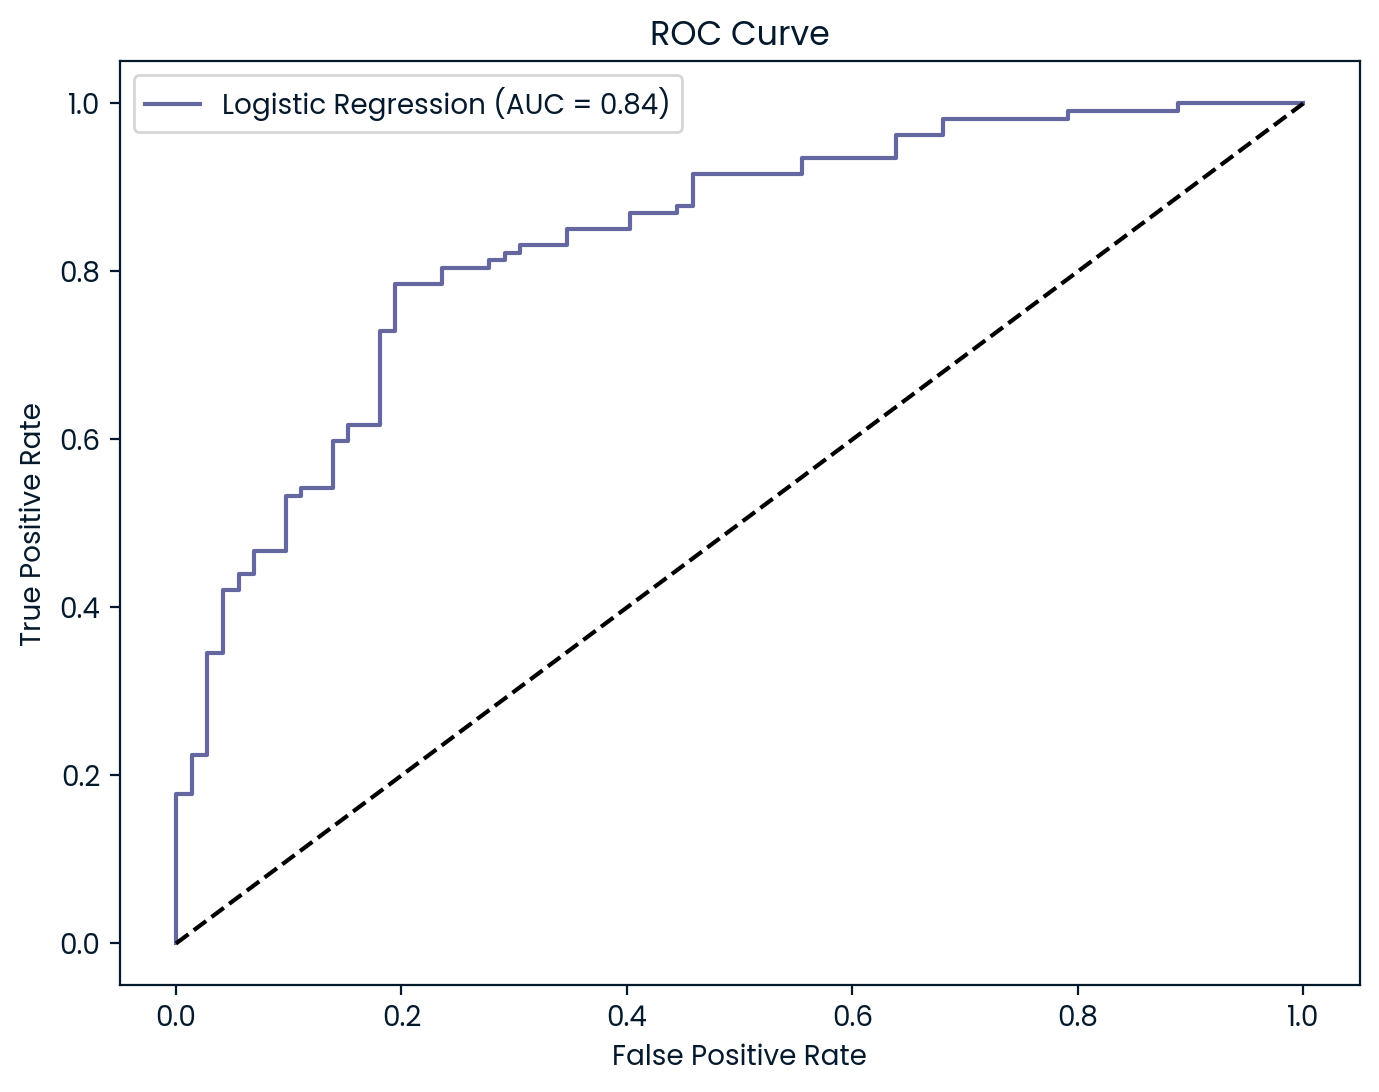 ROC Curve
Logistic Regression (AUC = 0.84)
1.0
0.8
0.6
0.4
0.2
0.0
True Positive Rate
0.0 0.2 0.4 0.6 0.8 1.0
False Positive Rate